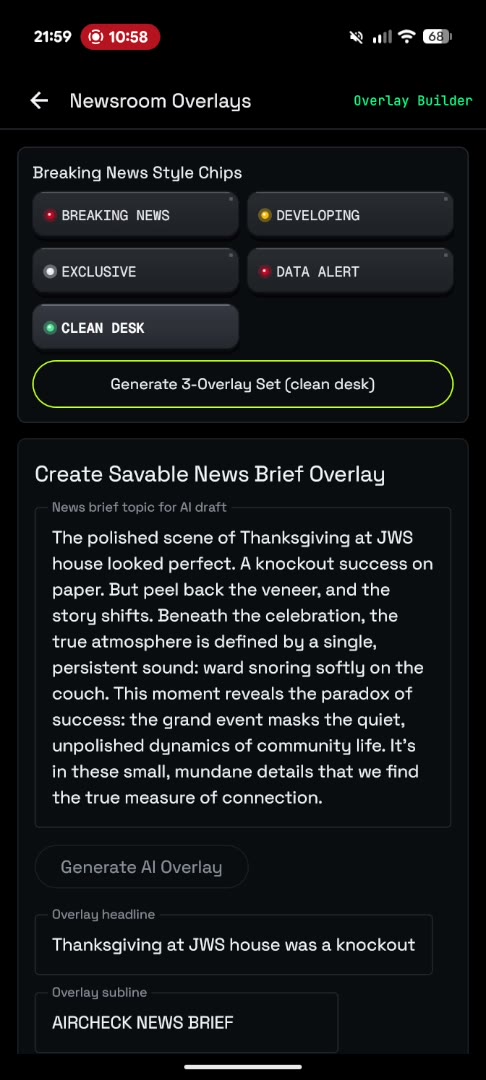 21:59 10:58 68
Newsroom Overlays
Overlay Builder
Breaking News Style Chips
BREAKING NEWS
DEVELOPING
EXCLUSIVE
DATA ALERT
CLEAN DESK
Generate 3-Overlay Set (clean desk)
Create Savable News Brief Overlay
News brief topic for AI draft
The polished scene of Thanksgiving at JWS
house looked perfect. A knockout success on
paper. But peel back the veneer, and the
story shifts. Beneath the celebration, the
true atmosphere is defined by a single,
persistent sound: ward snoring softly on the
couch. This moment reveals the paradox of
success: the grand event masks the quiet,
unpolished dynamics of community life. It's
in these small, mundane details that we find
the true measure of connection.
Generate AI Overlay
Overlay headline
Thanksgiving at JWS house was a knockout
Overlay subline
AIRCHECK NEWS BRIEF